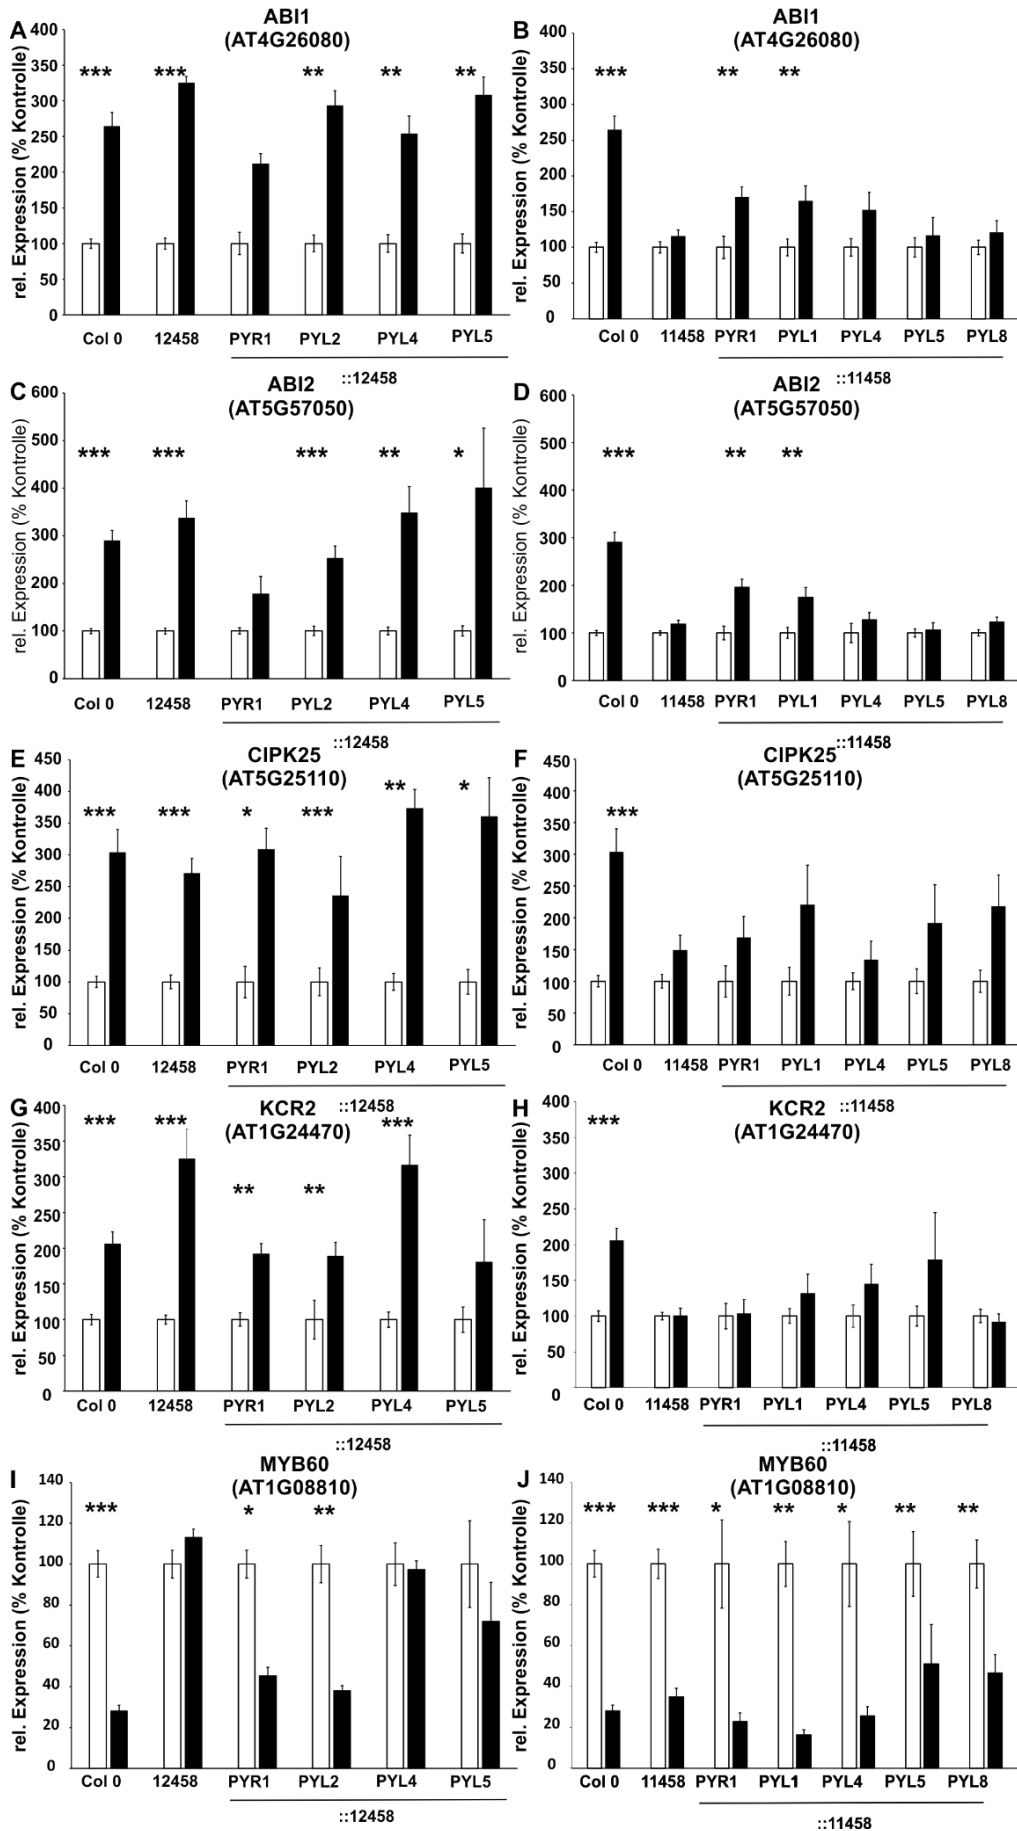 A
ABI1
(AT4G26080)
rel. Expression (% Kontrolle)
400
350
300
250
200
150
100
50
0
*** *** ** ** **
Col 0 12458 PYR1 PYL2 PYL4 PYL5
::12458
B
ABI1
(AT4G26080)
rel. Expression (% Kontrolle)
400
350
300
250
200
150
100
50
0
*** ** **
Col 0 11458 PYR1 PYL1 PYL4 PYL5 PYL8
::11458
C
ABI2
(AT5G57050)
rel. Expression (% Kontrolle)
600
500
400
300
200
100
0
*** *** *** ** *
Col 0 12458 PYR1 PYL2 PYL4 PYL5
::12458
D
ABI2
(AT5G57050)
rel. Expression (% Kontrolle)
600
500
400
300
200
100
0
*** ** **
Col 0 11458 PYR1 PYL1 PYL4 PYL5 PYL8
::11458
E
CIPK25
(AT5G25110)
rel. Expression (% Kontrolle)
450
400
350
300
250
200
150
100
50
0
*** *** * *** ** *
Col 0 12458 PYR1 PYL2 PYL4 PYL5
::12458
F
CIPK25
(AT5G25110)
rel. Expression (% Kontrolle)
450
400
350
300
250
200
150
100
50
0
***
Col 0 11458 PYR1 PYL1 PYL4 PYL5 PYL8
::11458
G
KCR2
(AT1G24470)
rel. Expression (% Kontrolle)
400
350
300
250
200
150
100
50
0
*** *** ** ** ***
Col 0 12458 PYR1 PYL2 PYL4 PYL5
::12458
H
KCR2
(AT1G24470)
rel. Expression (% Kontrolle)
400
350
300
250
200
150
100
50
0
***
Col 0 11458 PYR1 PYL1 PYL4 PYL5 PYL8
::11458
I
MYB60
(AT1G08810)
rel. Expression (% Kontrolle)
140
120
100
80
60
40
20
0
*** * **
Col 0 12458 PYR1 PYL2 PYL4 PYL5
::12458
J
MYB60
(AT1G08810)
rel. Expression (% Kontrolle)
140
120
100
80
60
40
20
0
*** *** * ** * ** **
Col 0 11458 PYR1 PYL1 PYL4 PYL5 PYL8
::11458